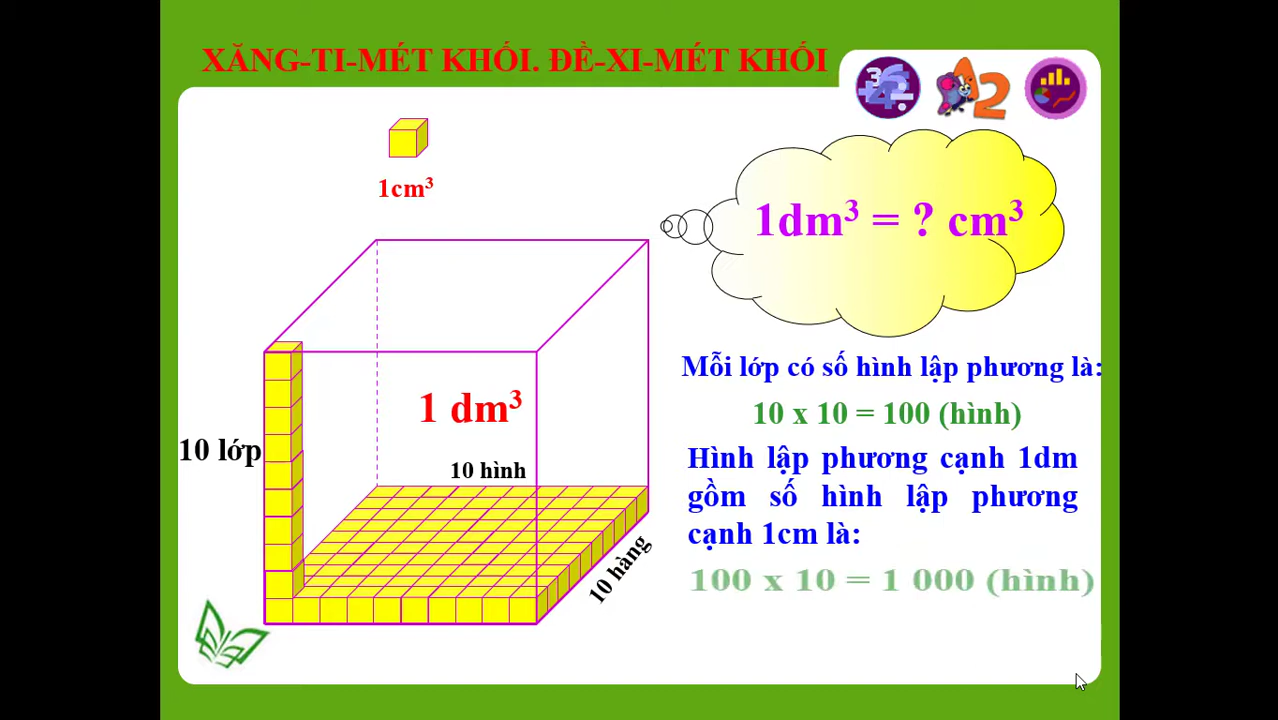 XĂNG-TI-MÉT KHỐI. ĐỀ-XI-MÉT KHỐI
1cm³
1dm³ = ? cm³
Mỗi lớp có số hình lập phương là:
10 x 10 = 100 (hình)
1 dm³
10 lớp
10 hình
10 hàng
Hình lập phương cạnh 1dm
gồm số hình lập phương
cạnh 1cm là:
100 x 10 = 1 000 (hình)